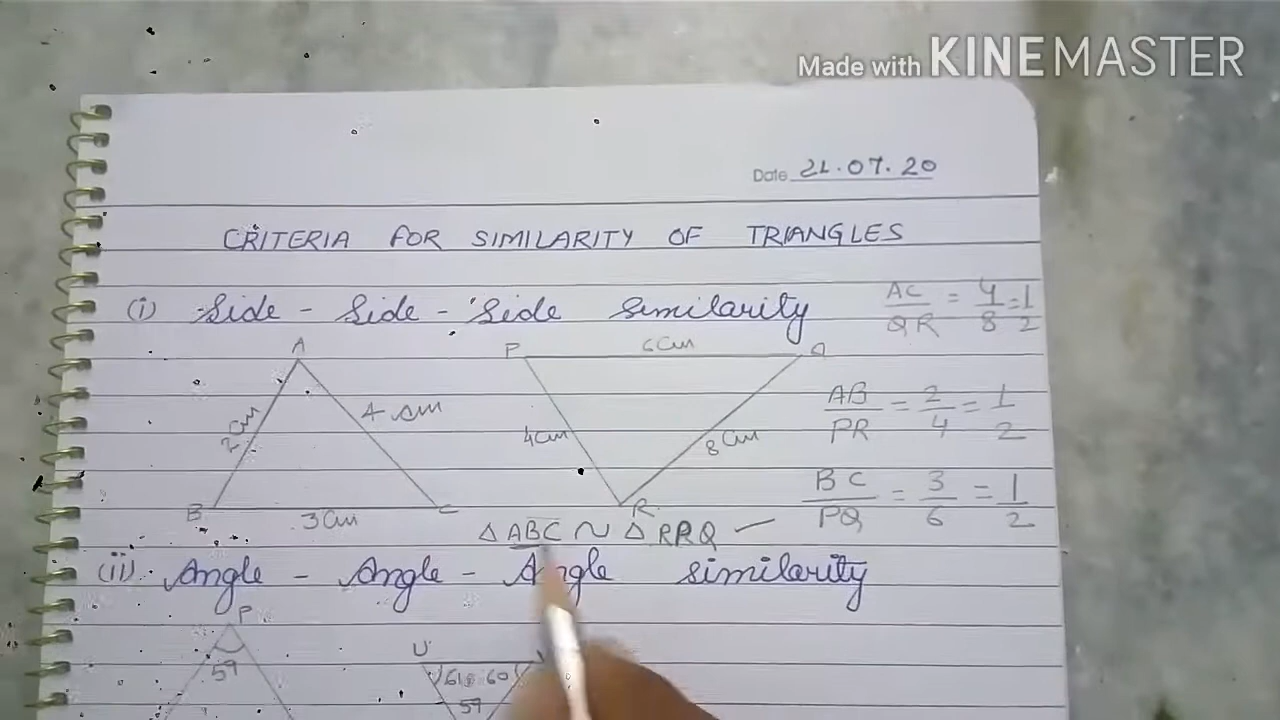 Made with KINEMASTER
Date 21.07.20
CRITERIA FOR SIMILARITY OF TRIANGLES
(i) Side - Side - Side Similarity
AC/QR = 4/8 = 1/2
A
P
6cm
Q
2cm
4 cm
4cm
8cm
AB/PR = 2/4 = 1/2
B
3cm
C
R
BC/PQ = 3/6 = 1/2
△ ABC ~ △ RPQ
(ii) Angle - Angle - Angle similarity
P
59
U
61
60
59